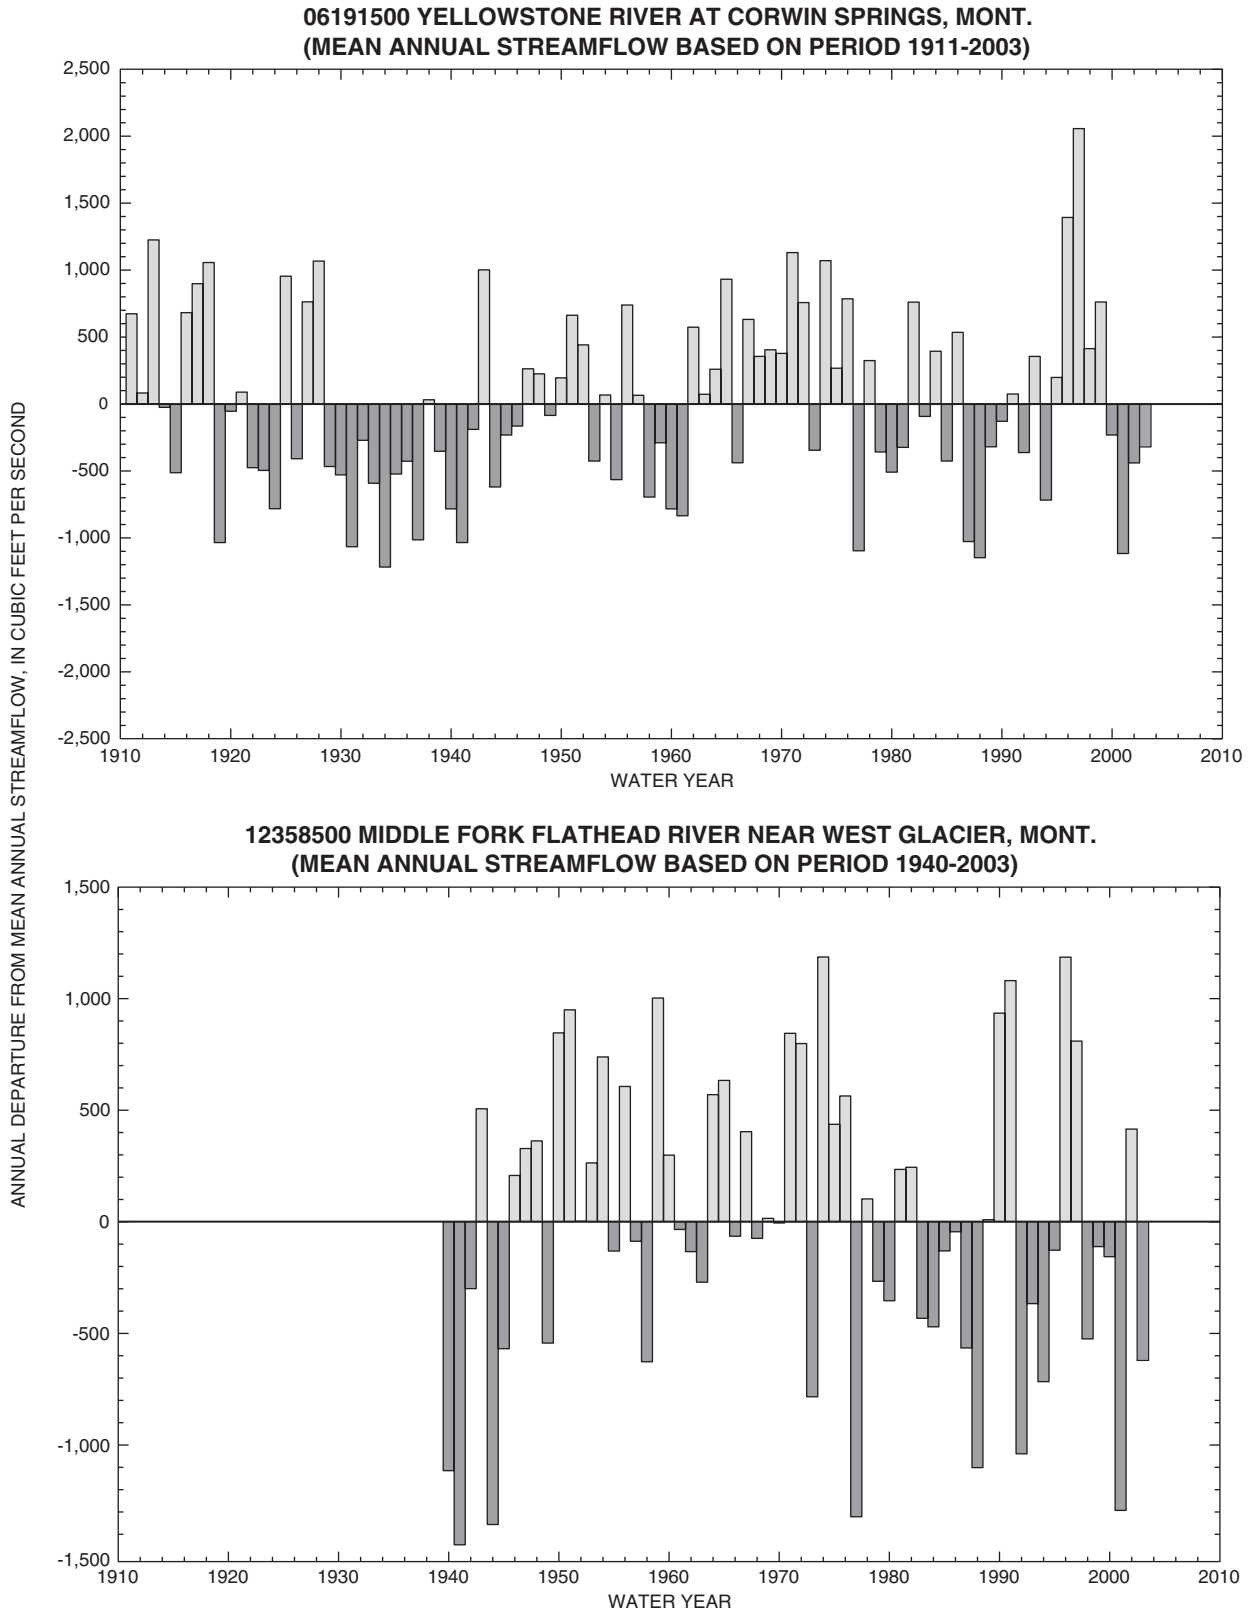 06191500 YELLOWSTONE RIVER AT CORWIN SPRINGS, MONT.
(MEAN ANNUAL STREAMFLOW BASED ON PERIOD 1911-2003)
2,500
2,000
1,500
1,000
500
0
-500
-1,000
-1,500
-2,000
-2,500
1910 1920 1930 1940 1950 1960 1970 1980 1990 2000 2010
WATER YEAR
ANNUAL DEPARTURE FROM MEAN ANNUAL STREAMFLOW, IN CUBIC FEET PER SECOND
12358500 MIDDLE FORK FLATHEAD RIVER NEAR WEST GLACIER, MONT.
(MEAN ANNUAL STREAMFLOW BASED ON PERIOD 1940-2003)
1,500
1,000
500
0
-500
-1,000
-1,500
1910 1920 1930 1940 1950 1960 1970 1980 1990 2000 2010
WATER YEAR